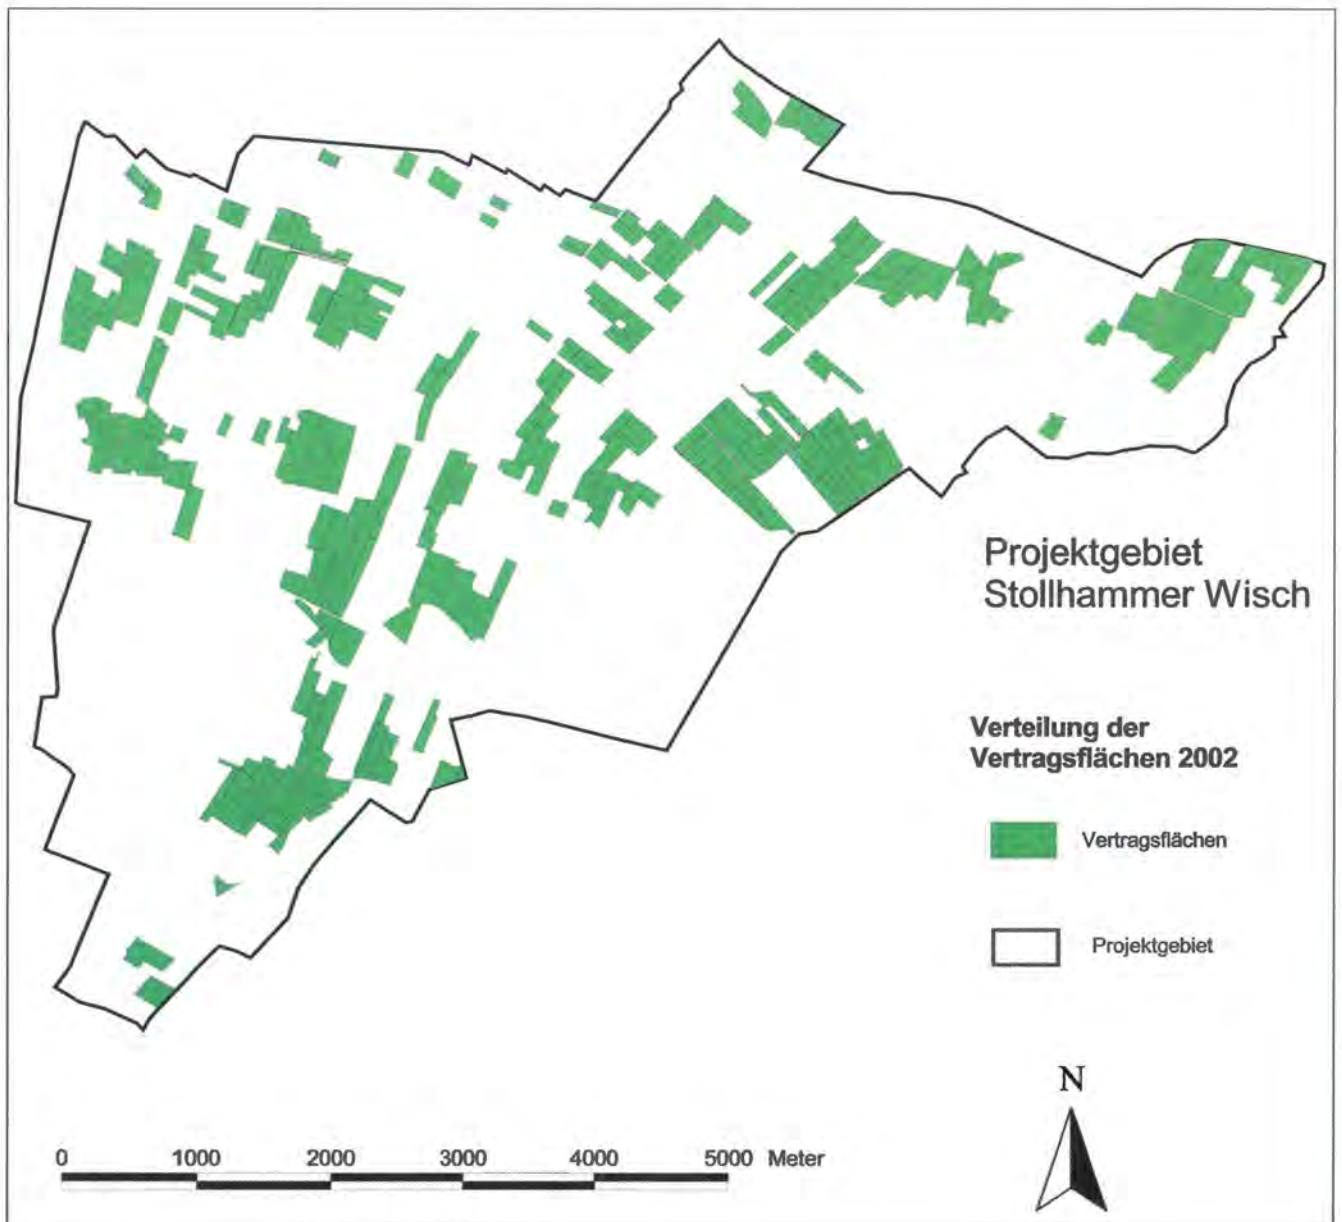 Projektgebiet
Stollhammer Wisch
Verteilung der
Vertragsflächen 2002
Vertragsflächen
Projektgebiet
N
0 1000 2000 3000 4000 5000 Meter